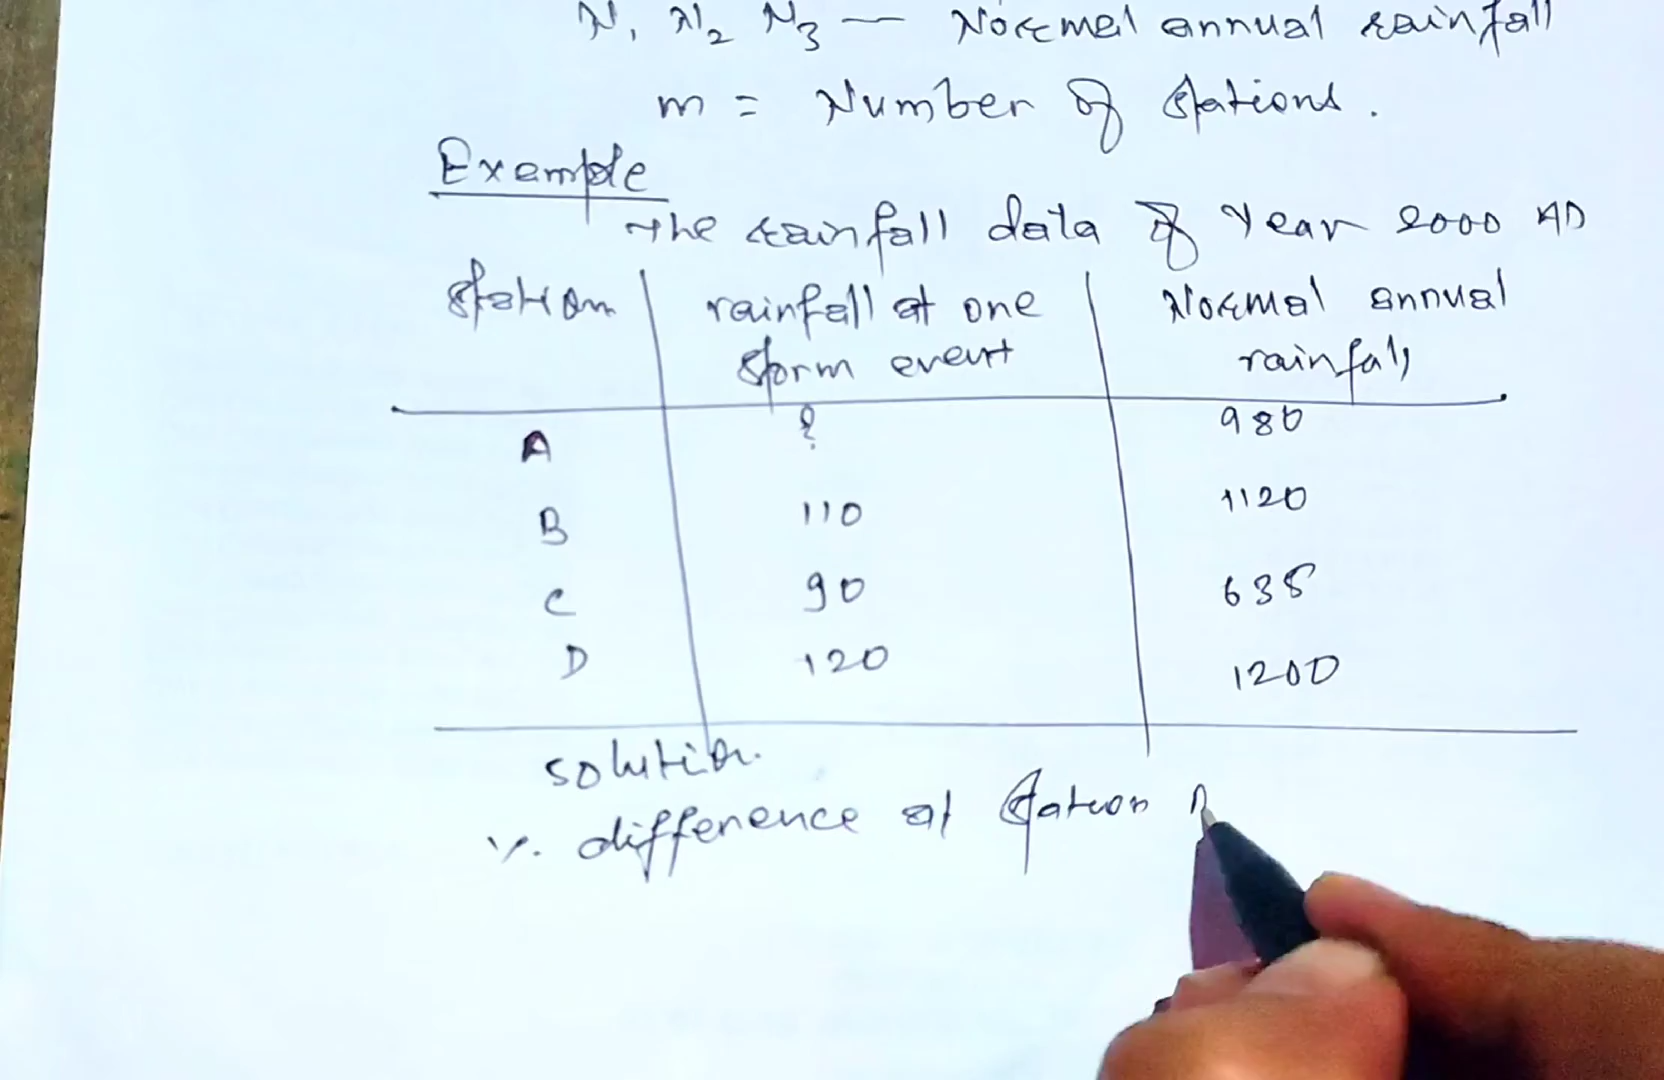 N1 N2 N3 — Normal annual rainfall
m = Number of stations.
Example
The rainfall data of year 2000 AD
station rainfall at one storm event Normal annual rainfall
A ? 980
B 110 1120
C 90 635
D 120 1200
solution.
% difference at station